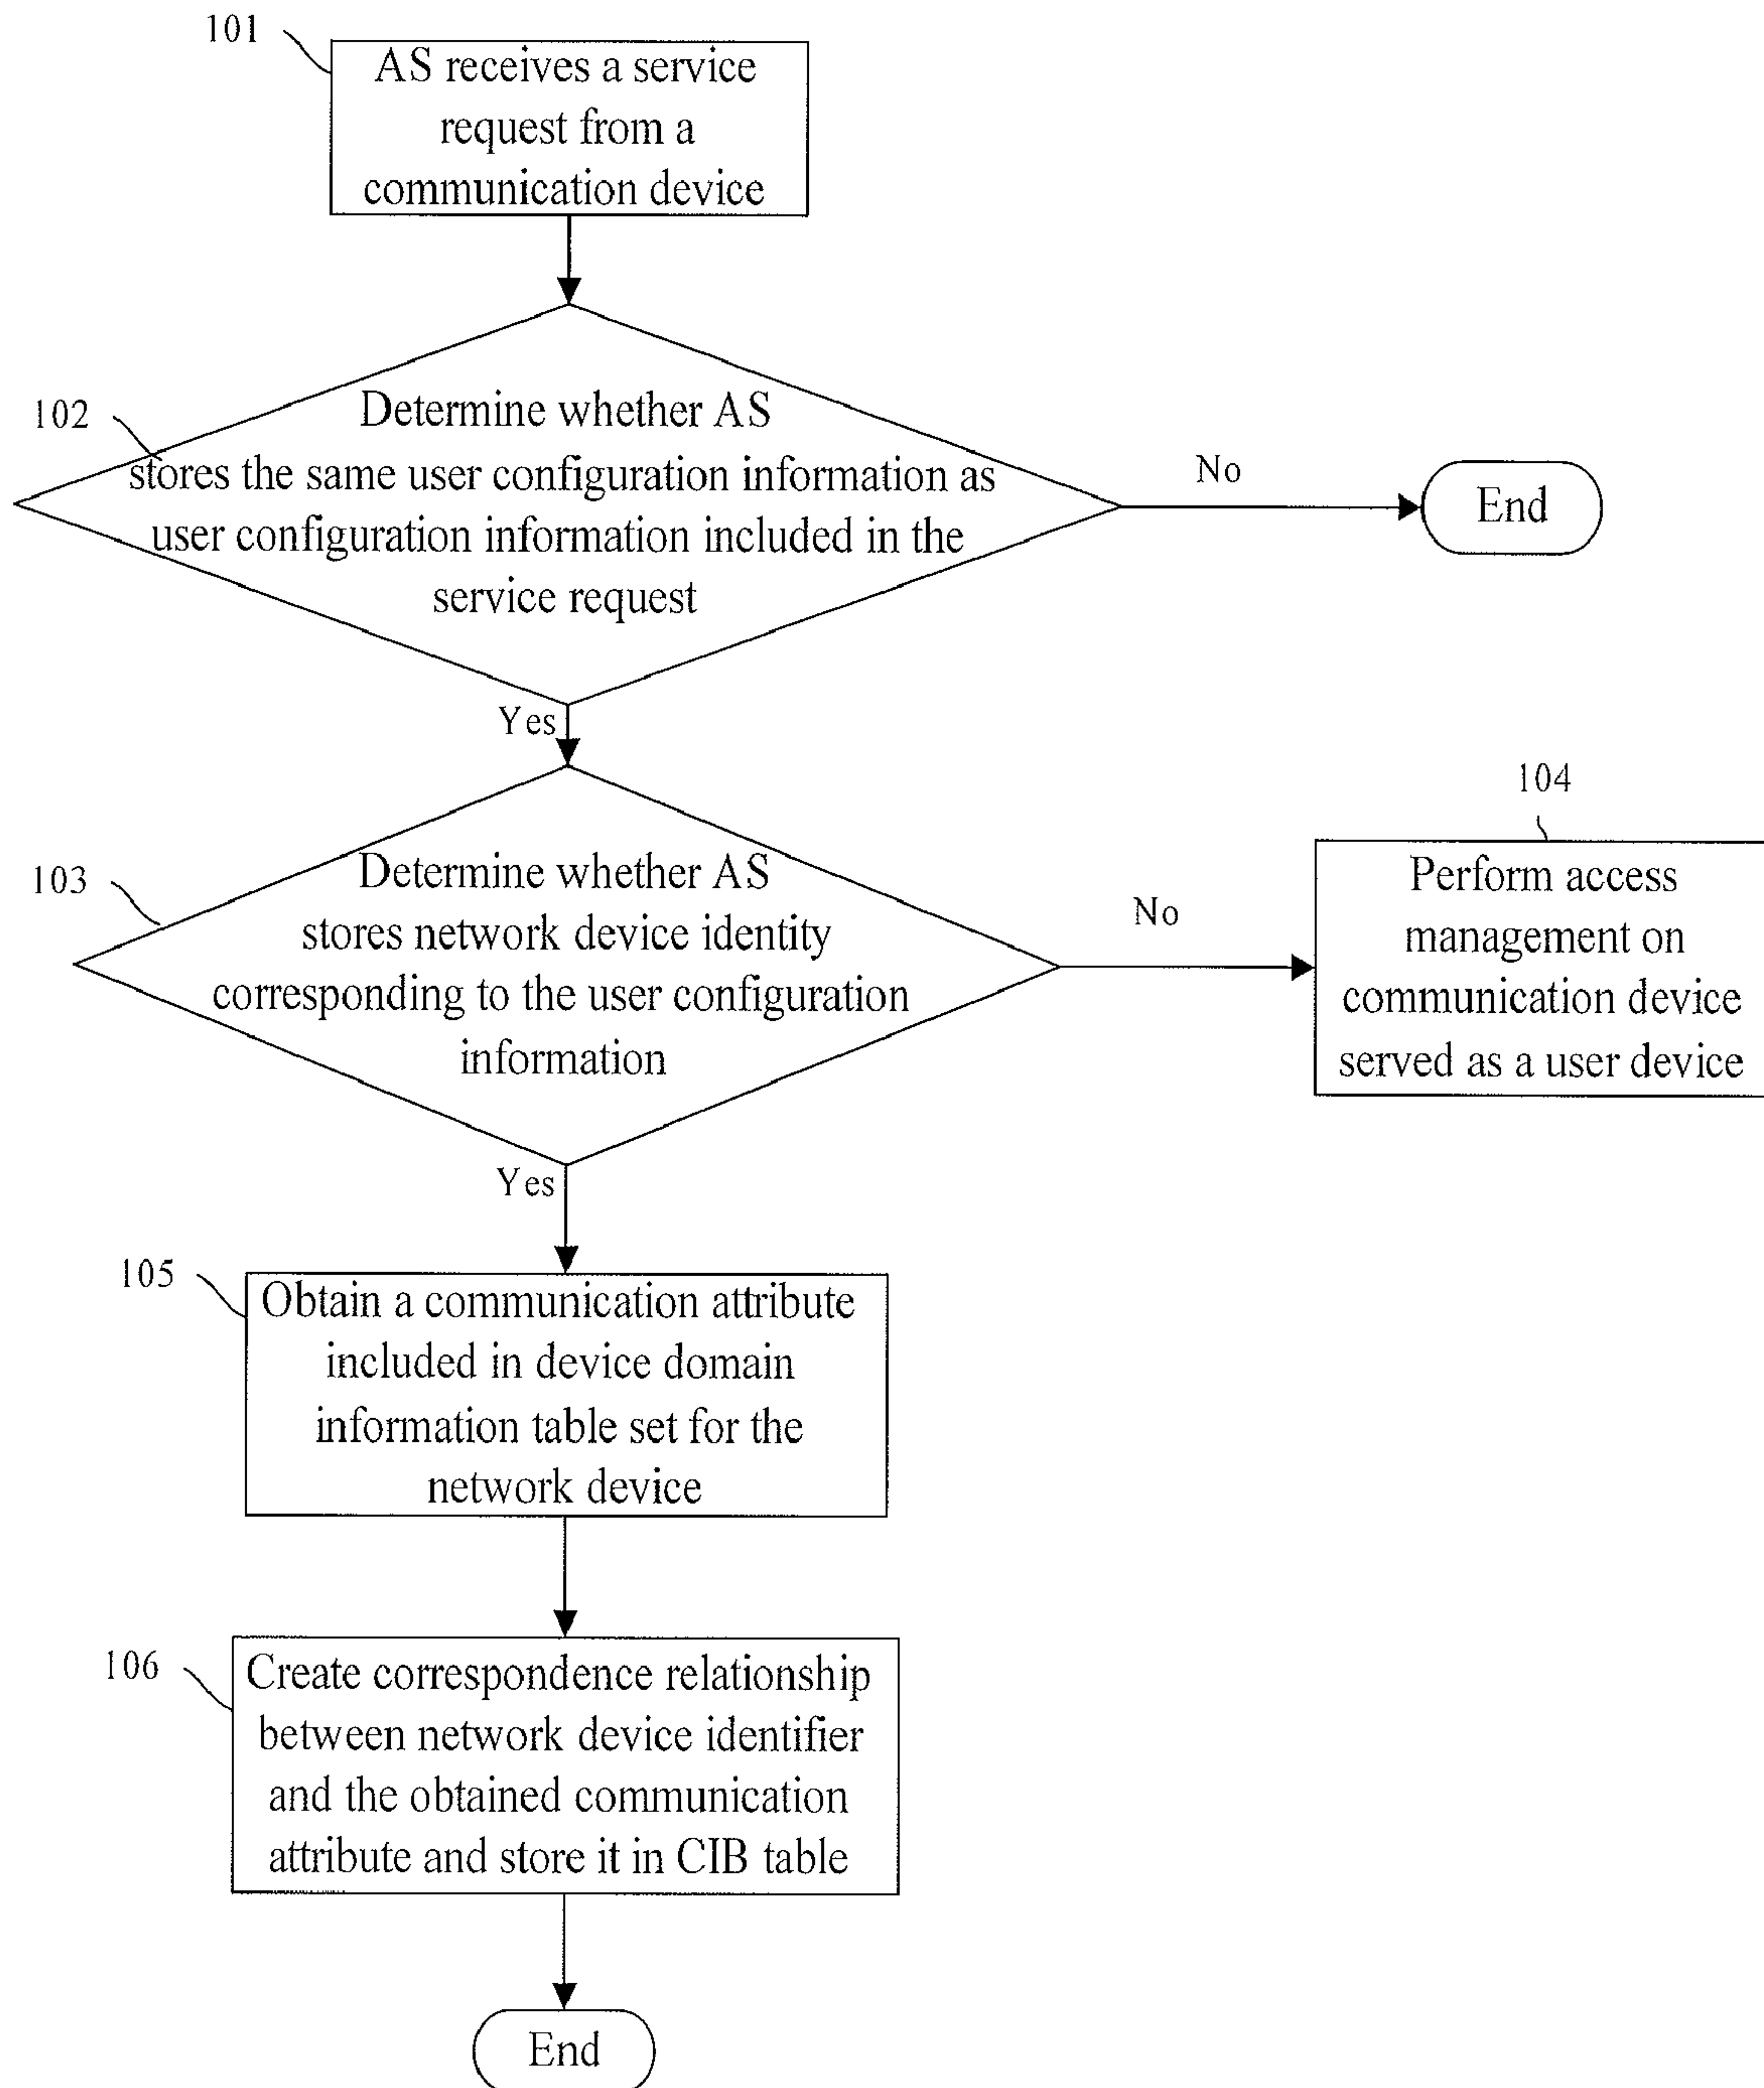 101
AS receives a service
request from a
communication device
102
Determine whether AS
stores the same user configuration information as
user configuration information included in the
service request
No
End
Yes
103
Determine whether AS
stores network device identity
corresponding to the user configuration
information
No
104
Perform access
management on
communication device
served as a user device
Yes
105
Obtain a communication attribute
included in device domain
information table set for the
network device
106
Create correspondence relationship
between network device identifier
and the obtained communication
attribute and store it in CIB table
End